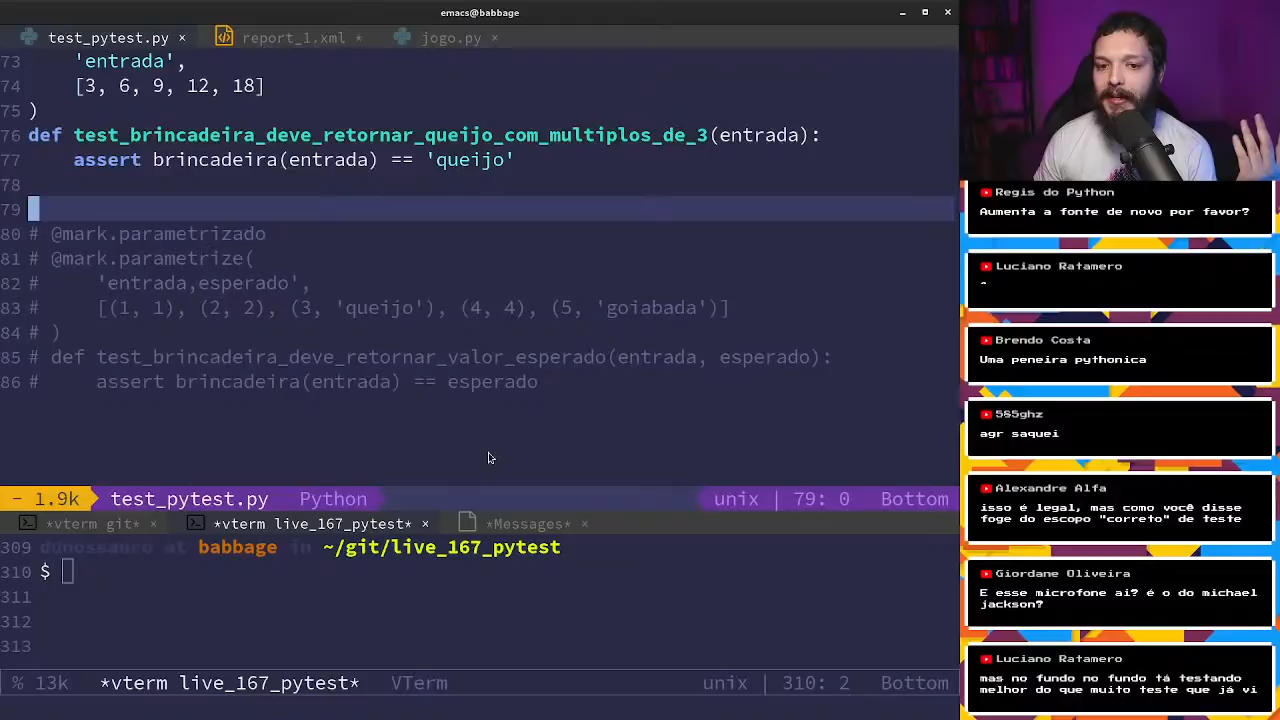 emacs@babbage
test_pytest.py × report_1.xml * jogo.py ×
73 'entrada',
74 [3, 6, 9, 12, 18]
75 )
76 def test_brincadeira_deve_retornar_queijo_com_multiplos_de_3(entrada):
77 assert brincadeira(entrada) == 'queijo'
78
79
80 # @mark.parametrizado
81 # @mark.parametrize(
82 # 'entrada,esperado',
83 # [(1, 1), (2, 2), (3, 'queijo'), (4, 4), (5, 'goiabada')]
84 # )
85 # def test_brincadeira_deve_retornar_valor_esperado(entrada, esperado):
86 # assert brincadeira(entrada) == esperado
- 1.9k test_pytest.py Python unix | 79: 0 Bottom
*vterm git* × *vterm live_167_pytest* × *Messages* ×
309 dunossauro at babbage in ~/git/live_167_pytest
310 $
311
312
313
% 13k *vterm live_167_pytest* VTerm unix | 310: 2 Bottom
Regis do Python
Aumenta a fonte de novo por favor?
Luciano Ratamero
^
Brendo Costa
Uma peneira pythonica
585ghz
agr saquei
Alexandre Alfa
isso é legal, mas como você disse
foge do escopo "correto" de teste
Giordane Oliveira
E esse microfone ai? é o do michael
jackson?
Luciano Ratamero
mas no fundo no fundo tá testando
melhor do que muito teste que já vi